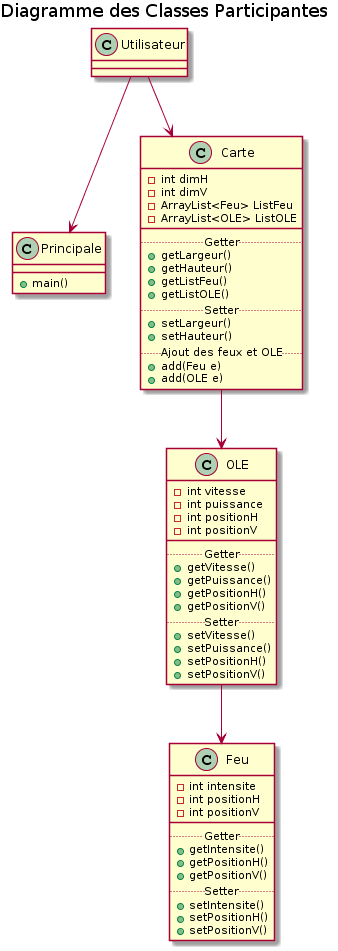 Diagramme des Classes Participantes
C Utilisateur
C Carte
int dimH
int dimV
ArrayList<Feu> ListFeu
ArrayList<OLE> ListOLE
Getter
getLargeur()
getHauteur()
getListFeu()
getListOLE()
Setter
setLargeur()
setHauteur()
Ajout des feux et OLE
add(Feu e)
add(OLE e)
C Principale
main()
C OLE
int vitesse
int puissance
int positionH
int positionV
Getter
getVitesse()
getPuissance()
getPositionH()
getPositionV()
Setter
setVitesse()
setPuissance()
setPositionH()
setPositionV()
C Feu
int intensite
int positionH
int positionV
Getter
getIntensite()
getPositionH()
getPositionV()
Setter
setIntensite()
setPositionH()
setPositionV()